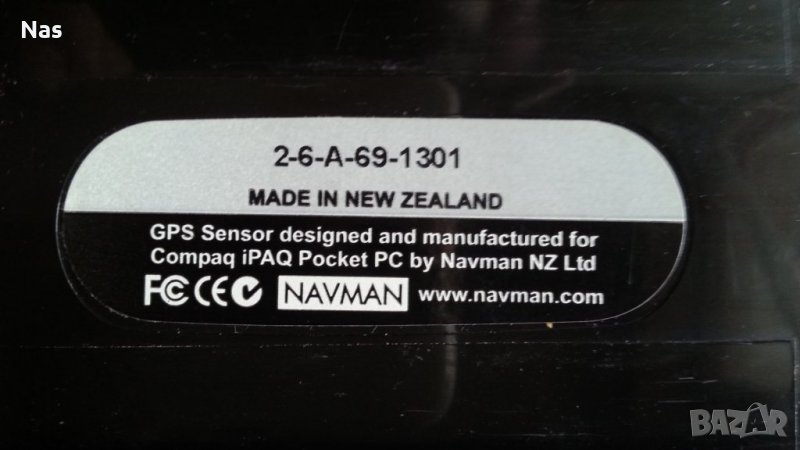 Nas
2-6-A-69-1301
MADE IN NEW ZEALAND
GPS Sensor designed and manufactured for
Compaq iPAQ Pocket PC by Navman NZ Ltd
FC CE NAVMAN www.navman.com
BAZAR